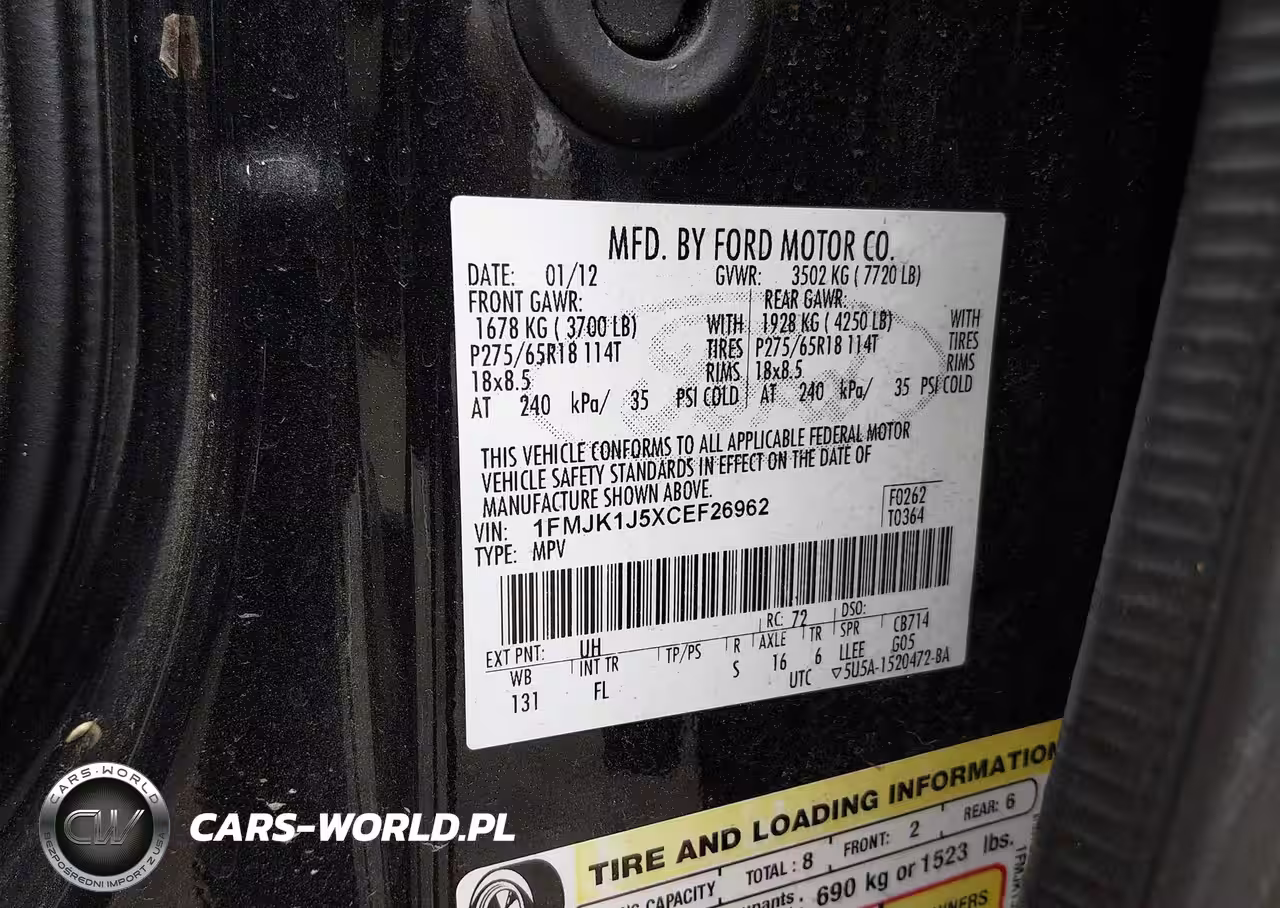 MFD. BY FORD MOTOR CO.
DATE: 01/12 GVWR: 3502 KG ( 7720 LB)
FRONT GAWR: REAR GAWR:
1678 KG ( 3700 LB) WITH 1928 KG ( 4250 LB) WITH
P275/65R18 114T TIRES P275/65R18 114T TIRES
18x8.5 RIMS 18x8.5 RIMS
AT 240 kPa/ 35 PSI COLD AT 240 kPa/ 35 PSI COLD
THIS VEHICLE CONFORMS TO ALL APPLICABLE FEDERAL MOTOR
VEHICLE SAFETY STANDARDS IN EFFECT ON THE DATE OF
MANUFACTURE SHOWN ABOVE.
VIN: 1FMJK1J5XCEF26962 F0262
TYPE: MPV T0364
RC: 72 DSO:
EXT PNT: UH CB714
WB INT TR TP/PS R AXLE TR SPR G05
131 FL S 16 6 LLEE
UTC ▽5U5A-1520472-BA
TIRE AND LOADING INFORMATION
CAPACITY TOTAL : 8 FRONT: 2 REAR: 6
690 kg or 1523 lbs.
CARS-WORLD
CW
BEZPOŚREDNI IMPORT Z USA
CARS-WORLD.PL